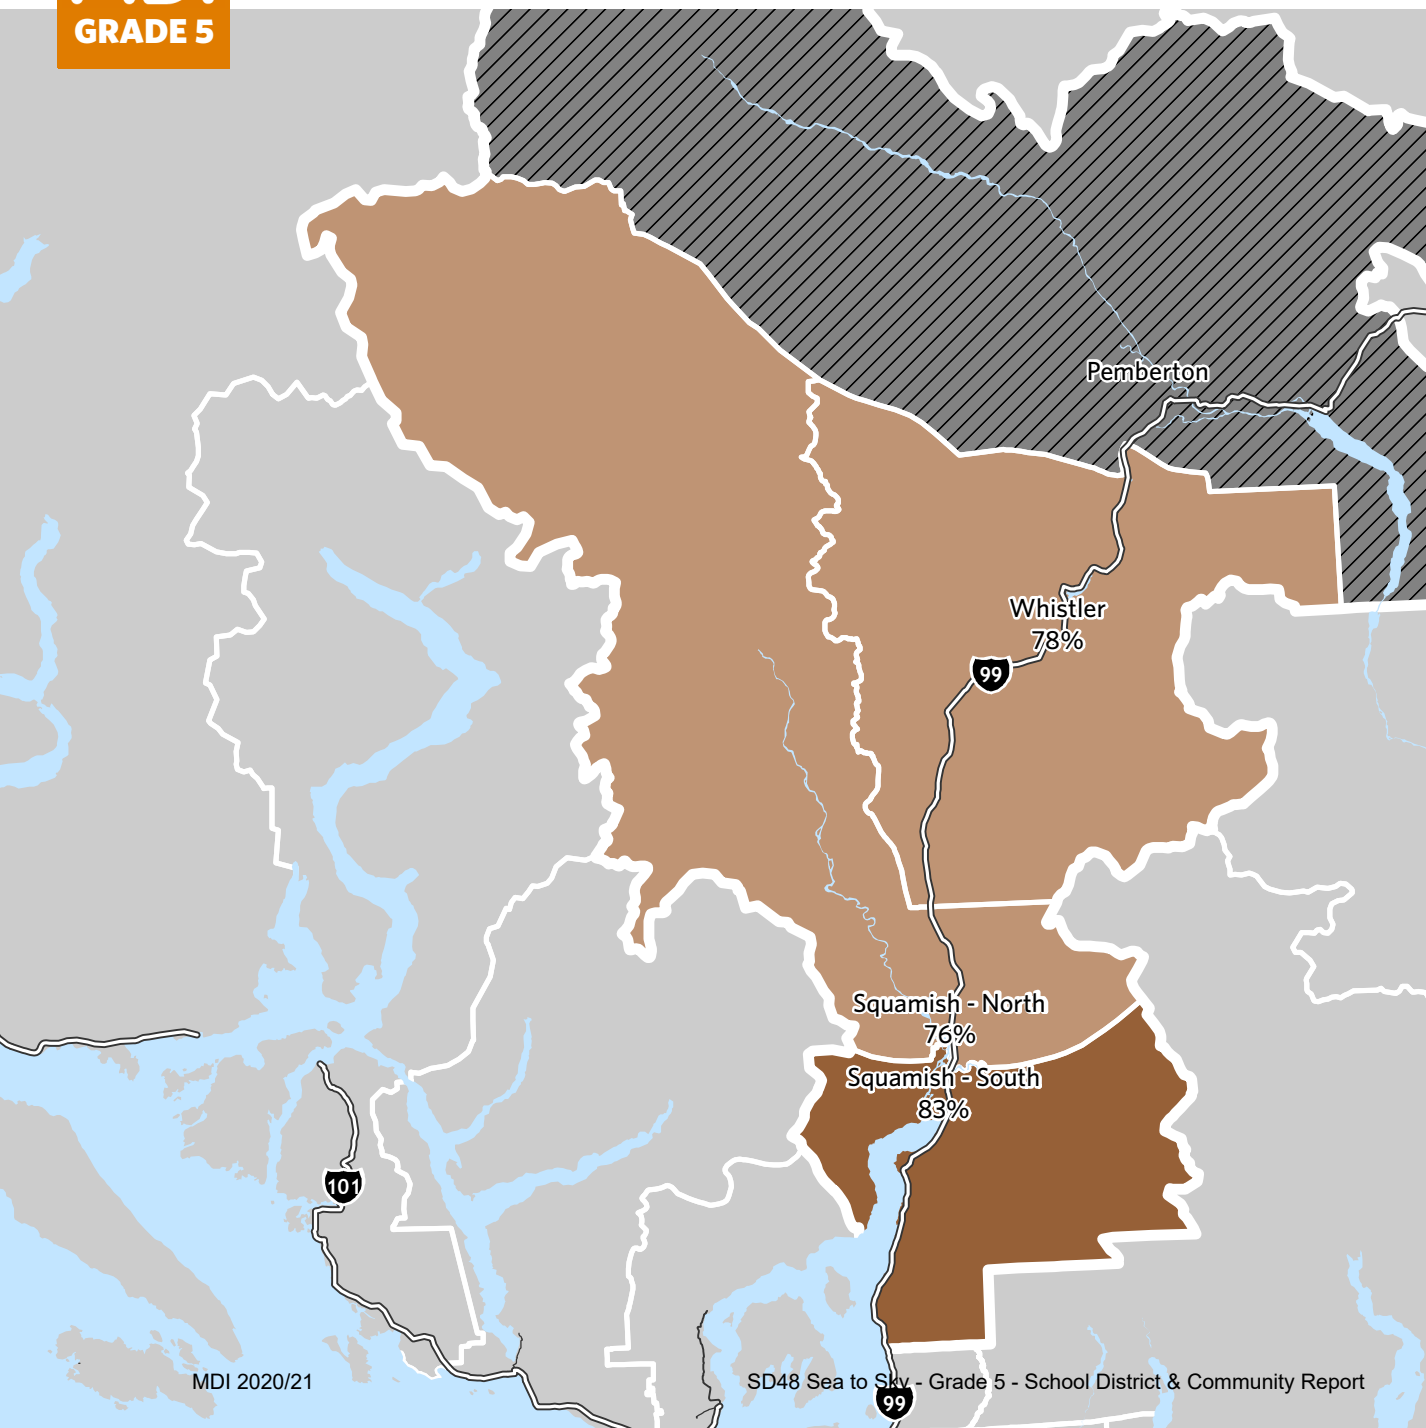 GRADE 5
Pemberton
Whistler
78%
99
Squamish - North
76%
Squamish - South
83%
101
MDI 2020/21
SD48 Sea to Sky - Grade 5 - School District & Community Report
99